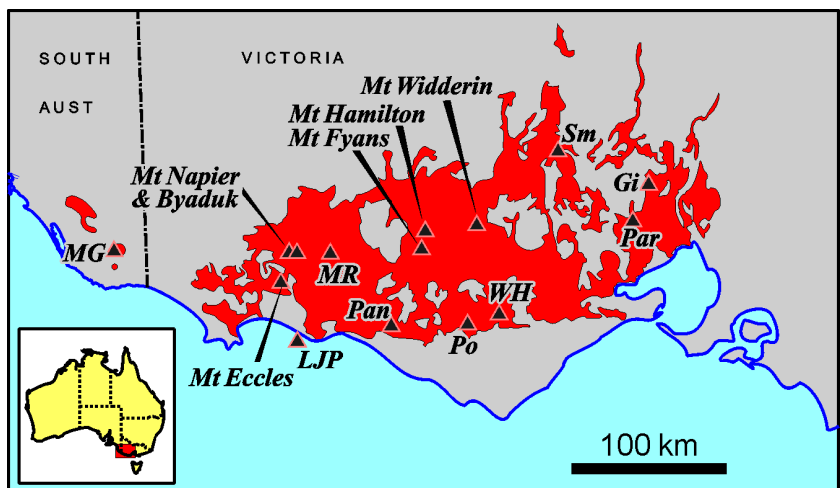 SOUTH
AUST
VICTORIA
Mt Widderin
Mt Hamilton
Mt Fyans
Mt Napier
& Byaduk
Sm
Gi
Par
MG
MR
WH
Pan
Po
LJP
Mt Eccles
100 km